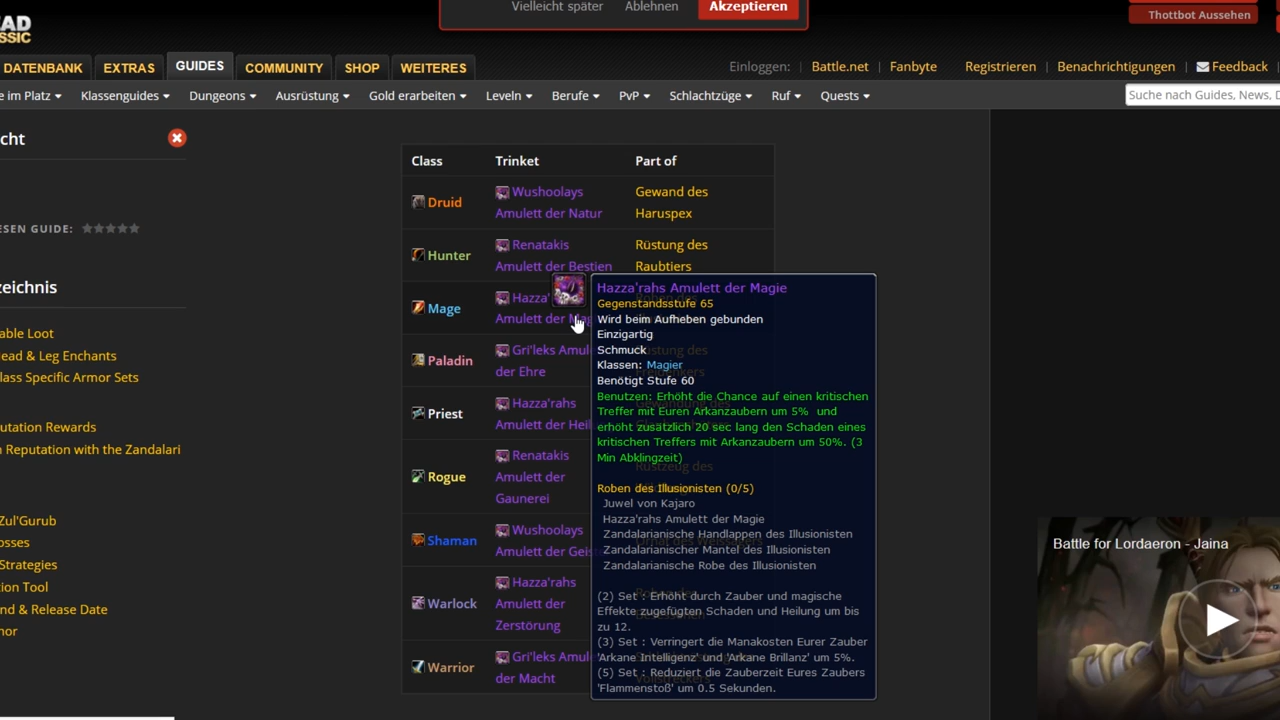 Vielleicht später Ablehnen Akzeptieren
Thottbot Aussehen
EAD
SSIC
DATENBANK EXTRAS GUIDES COMMUNITY SHOP WEITERES
Einloggen: Battle.net Fanbyte Registrieren Benachrichtigungen Feedback
e im Platz Klassenguides Dungeons Ausrüstung Gold erarbeiten Leveln Berufe PvP Schlachtzüge Ruf Quests
Suche nach Guides, News, D
cht
ESEN GUIDE:
zeichnis
able Loot
ead & Leg Enchants
lass Specific Armor Sets
utation Rewards
n Reputation with the Zandalari
Zul'Gurub
osses
Strategies
ion Tool
nd & Release Date
hor
Class Trinket Part of
Druid
Wushoolays
Amulett der Natur
Gewand des
Haruspex
Hunter
Renatakis
Amulett der Bestien
Rüstung des
Raubtiers
Mage
Hazza'
Amulett der Mag
Paladin
Gri'leks Amul
der Ehre
Priest
Hazza'rahs
Amulett der Heil
Rogue
Renatakis
Amulett der
Gaunerei
Shaman
Wushoolays
Amulett der Geis
Warlock
Hazza'rahs
Amulett der
Zerstörung
Warrior
Gri'leks Amul
der Macht
Hazza'rahs Amulett der Magie
Gegenstandsstufe 65
Wird beim Aufheben gebunden
Einzigartig
Schmuck
Klassen: Magier
Benötigt Stufe 60
Benutzen: Erhöht die Chance auf einen kritischen
Treffer mit Euren Arkanzaubern um 5% und
erhöht zusätzlich 20 sec lang den Schaden eines
kritischen Treffers mit Arkanzaubern um 50%. (3
Min Abklingzeit)
Roben des Illusionisten (0/5)
Juwel von Kajaro
Hazza'rahs Amulett der Magie
Zandalarianische Handlappen des Illusionisten
Zandalarianischer Mantel des Illusionisten
Zandalarianische Robe des Illusionisten
(2) Set : Erhöht durch Zauber und magische
Effekte zugefügten Schaden und Heilung um bis
zu 12.
(3) Set : Verringert die Manakosten Eurer Zauber
'Arkane Intelligenz' und 'Arkane Brillanz' um 5%.
(5) Set : Reduziert die Zauberzeit Eures Zaubers
'Flammenstoß' um 0.5 Sekunden.
Battle for Lordaeron - Jaina